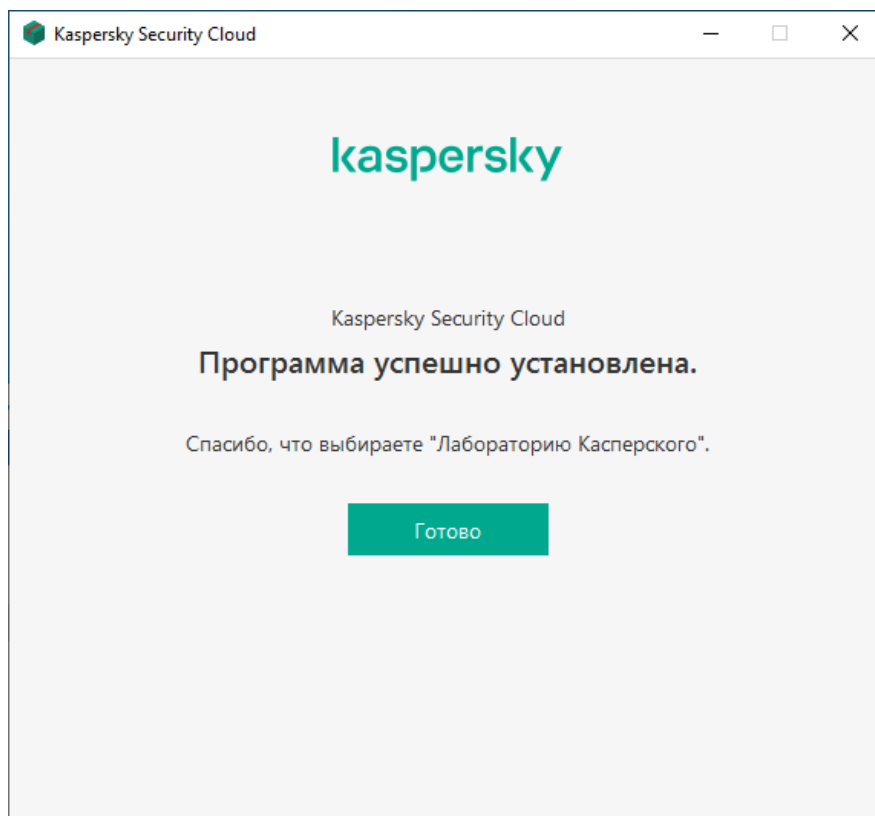 Kaspersky Security Cloud
kaspersky
Kaspersky Security Cloud
Программа успешно установлена.
Спасибо, что выбираете "Лабораторию Касперского".
Готово